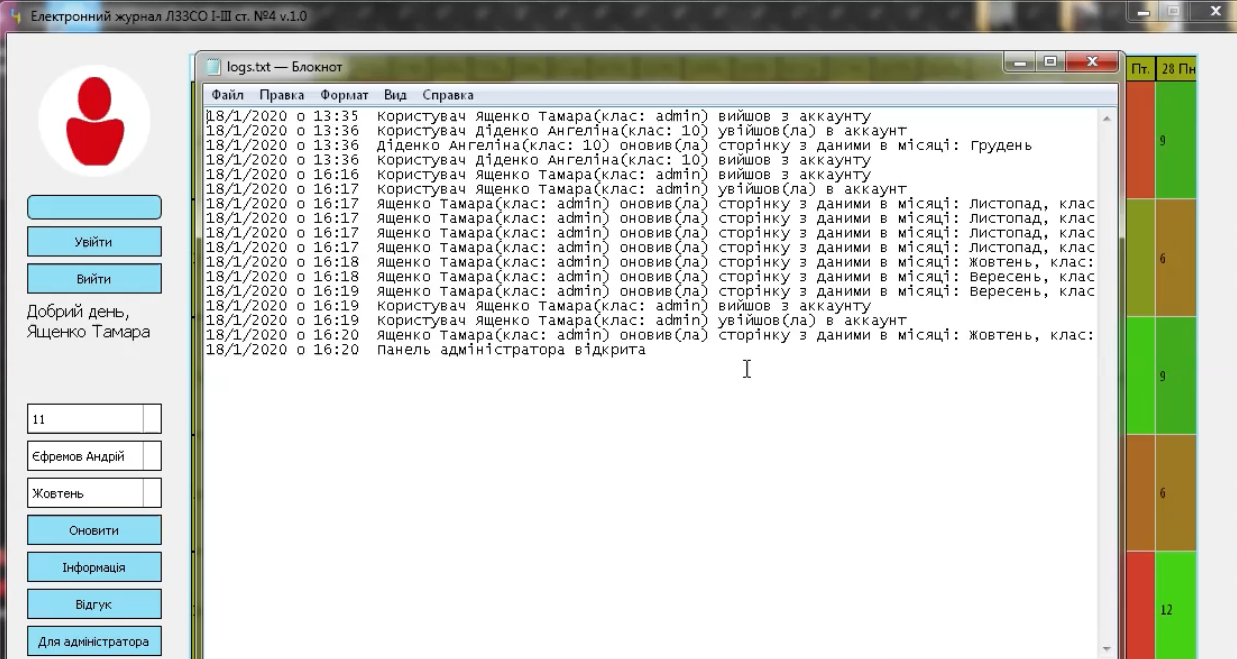 Електронний журнал ЛЗЗСО І-ІІІ ст. №4 v.1.0
logs.txt — Блокнот
Файл Правка Формат Вид Справка
18/1/2020 о 13:35 Користувач Ященко Тамара(клас: admin) вийшов з аккаунту
18/1/2020 о 13:36 Користувач Діденко Ангеліна(клас: 10) увійшов(ла) в аккаунт
18/1/2020 о 13:36 Діденко Ангеліна(клас: 10) оновив(ла) сторінку з даними в місяці: Грудень
18/1/2020 о 13:36 Користувач Діденко Ангеліна(клас: 10) вийшов з аккаунту
18/1/2020 о 16:16 Користувач Ященко Тамара(клас: admin) вийшов з аккаунту
18/1/2020 о 16:17 Користувач Ященко Тамара(клас: admin) увійшов(ла) в аккаунт
18/1/2020 о 16:17 Ященко Тамара(клас: admin) оновив(ла) сторінку з даними в місяці: Листопад, клас
18/1/2020 о 16:17 Ященко Тамара(клас: admin) оновив(ла) сторінку з даними в місяці: Листопад, клас
18/1/2020 о 16:17 Ященко Тамара(клас: admin) оновив(ла) сторінку з даними в місяці: Листопад, клас
18/1/2020 о 16:17 Ященко Тамара(клас: admin) оновив(ла) сторінку з даними в місяці: Листопад, клас
18/1/2020 о 16:18 Ященко Тамара(клас: admin) оновив(ла) сторінку з даними в місяці: Жовтень, клас:
18/1/2020 о 16:18 Ященко Тамара(клас: admin) оновив(ла) сторінку з даними в місяці: Вересень, клас
18/1/2020 о 16:19 Ященко Тамара(клас: admin) оновив(ла) сторінку з даними в місяці: Вересень, клас
18/1/2020 о 16:19 Користувач Ященко Тамара(клас: admin) вийшов з аккаунту
18/1/2020 о 16:19 Користувач Ященко Тамара(клас: admin) увійшов(ла) в аккаунт
18/1/2020 о 16:20 Ященко Тамара(клас: admin) оновив(ла) сторінку з даними в місяці: Жовтень, клас:
18/1/2020 о 16:20 Панель адміністратора відкрита
Увійти
Вийти
Добрий день,
Ященко Тамара
11
Єфремов Андрій
Жовтень
Оновити
Інформація
Відгук
Для адміністратора
Пт. 28 Пн
9
6
9
6
12